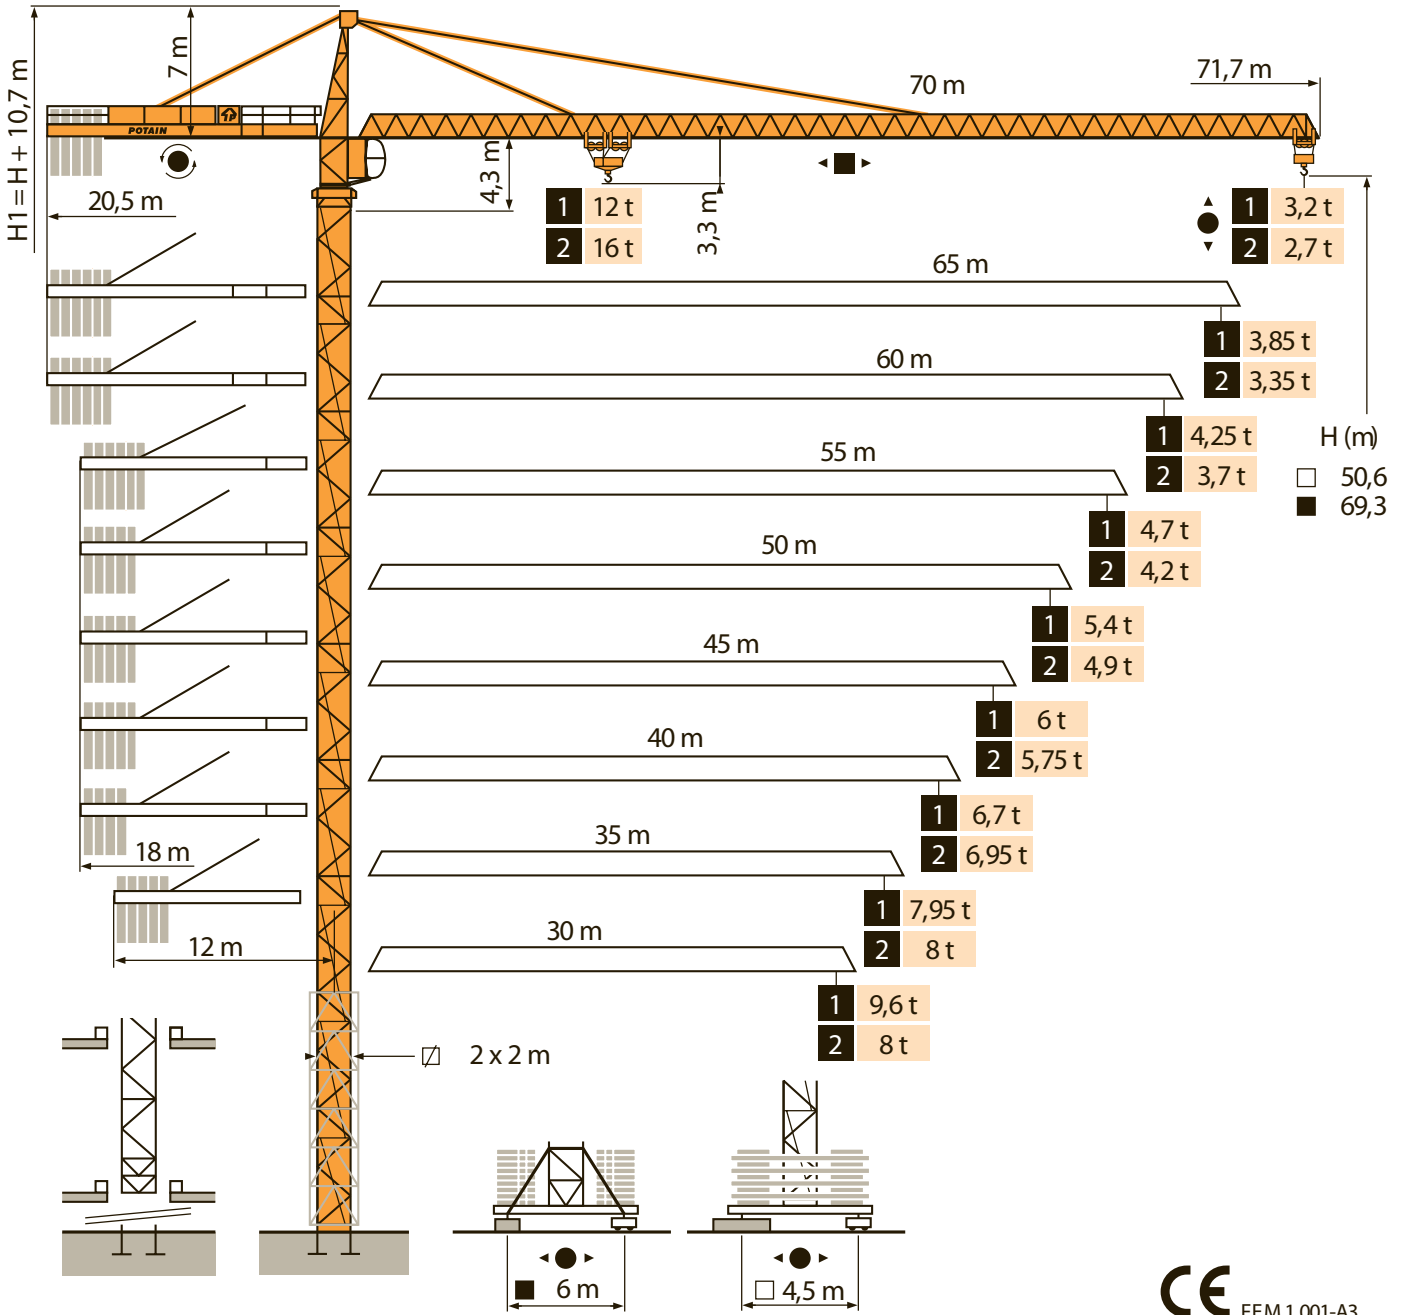 H1 = H + 10,7 m
7 m
70 m
71,7 m
POTAIN
4,3 m
3,3 m
20,5 m
1 12 t
2 16 t
1 3,2 t
2 2,7 t
65 m
1 3,85 t
2 3,35 t
60 m
1 4,25 t
2 3,7 t
H (m)
□ 50,6
■ 69,3
55 m
1 4,7 t
2 4,2 t
50 m
1 5,4 t
2 4,9 t
45 m
1 6 t
2 5,75 t
40 m
1 6,7 t
2 6,95 t
18 m
35 m
1 7,95 t
2 8 t
12 m
30 m
1 9,6 t
2 8 t
2 x 2 m
■ 6 m
□ 4,5 m
CE FEM 1.001-A3